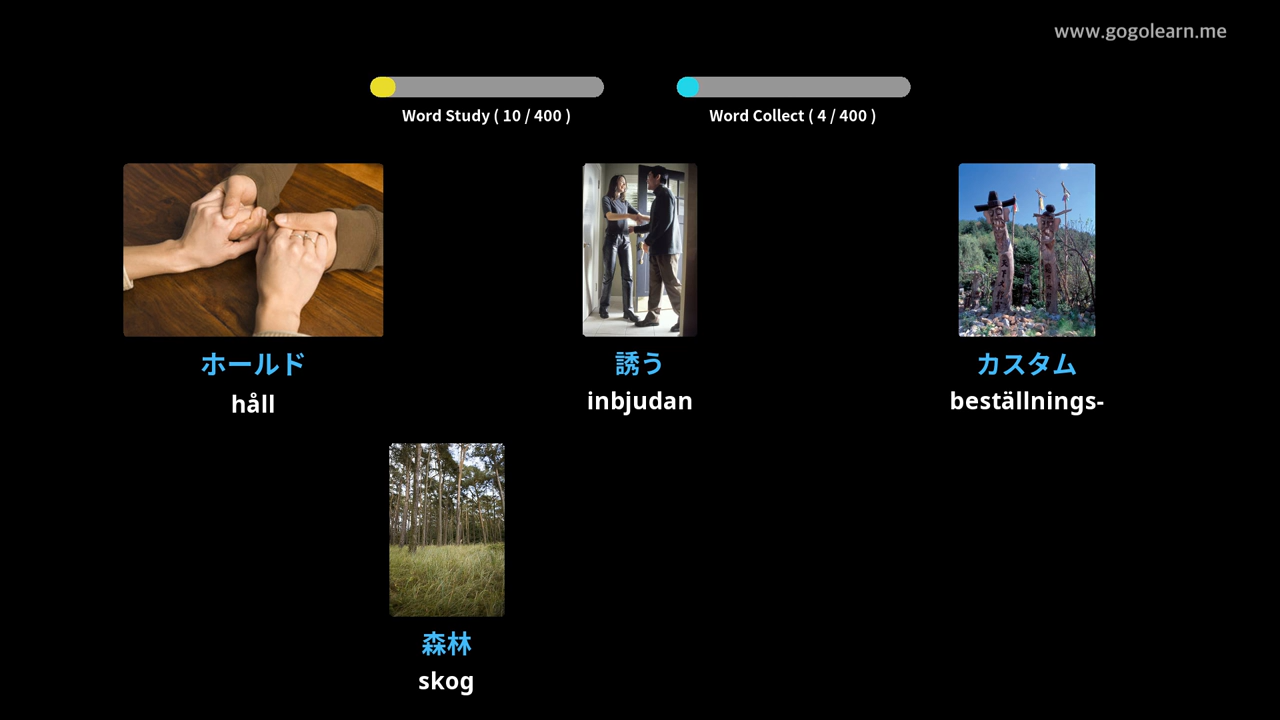 www.gogolearn.me
Word Study ( 10 / 400 )
Word Collect ( 4 / 400 )
ホールド
håll
誘う
inbjudan
カスタム
beställnings-
森林
skog